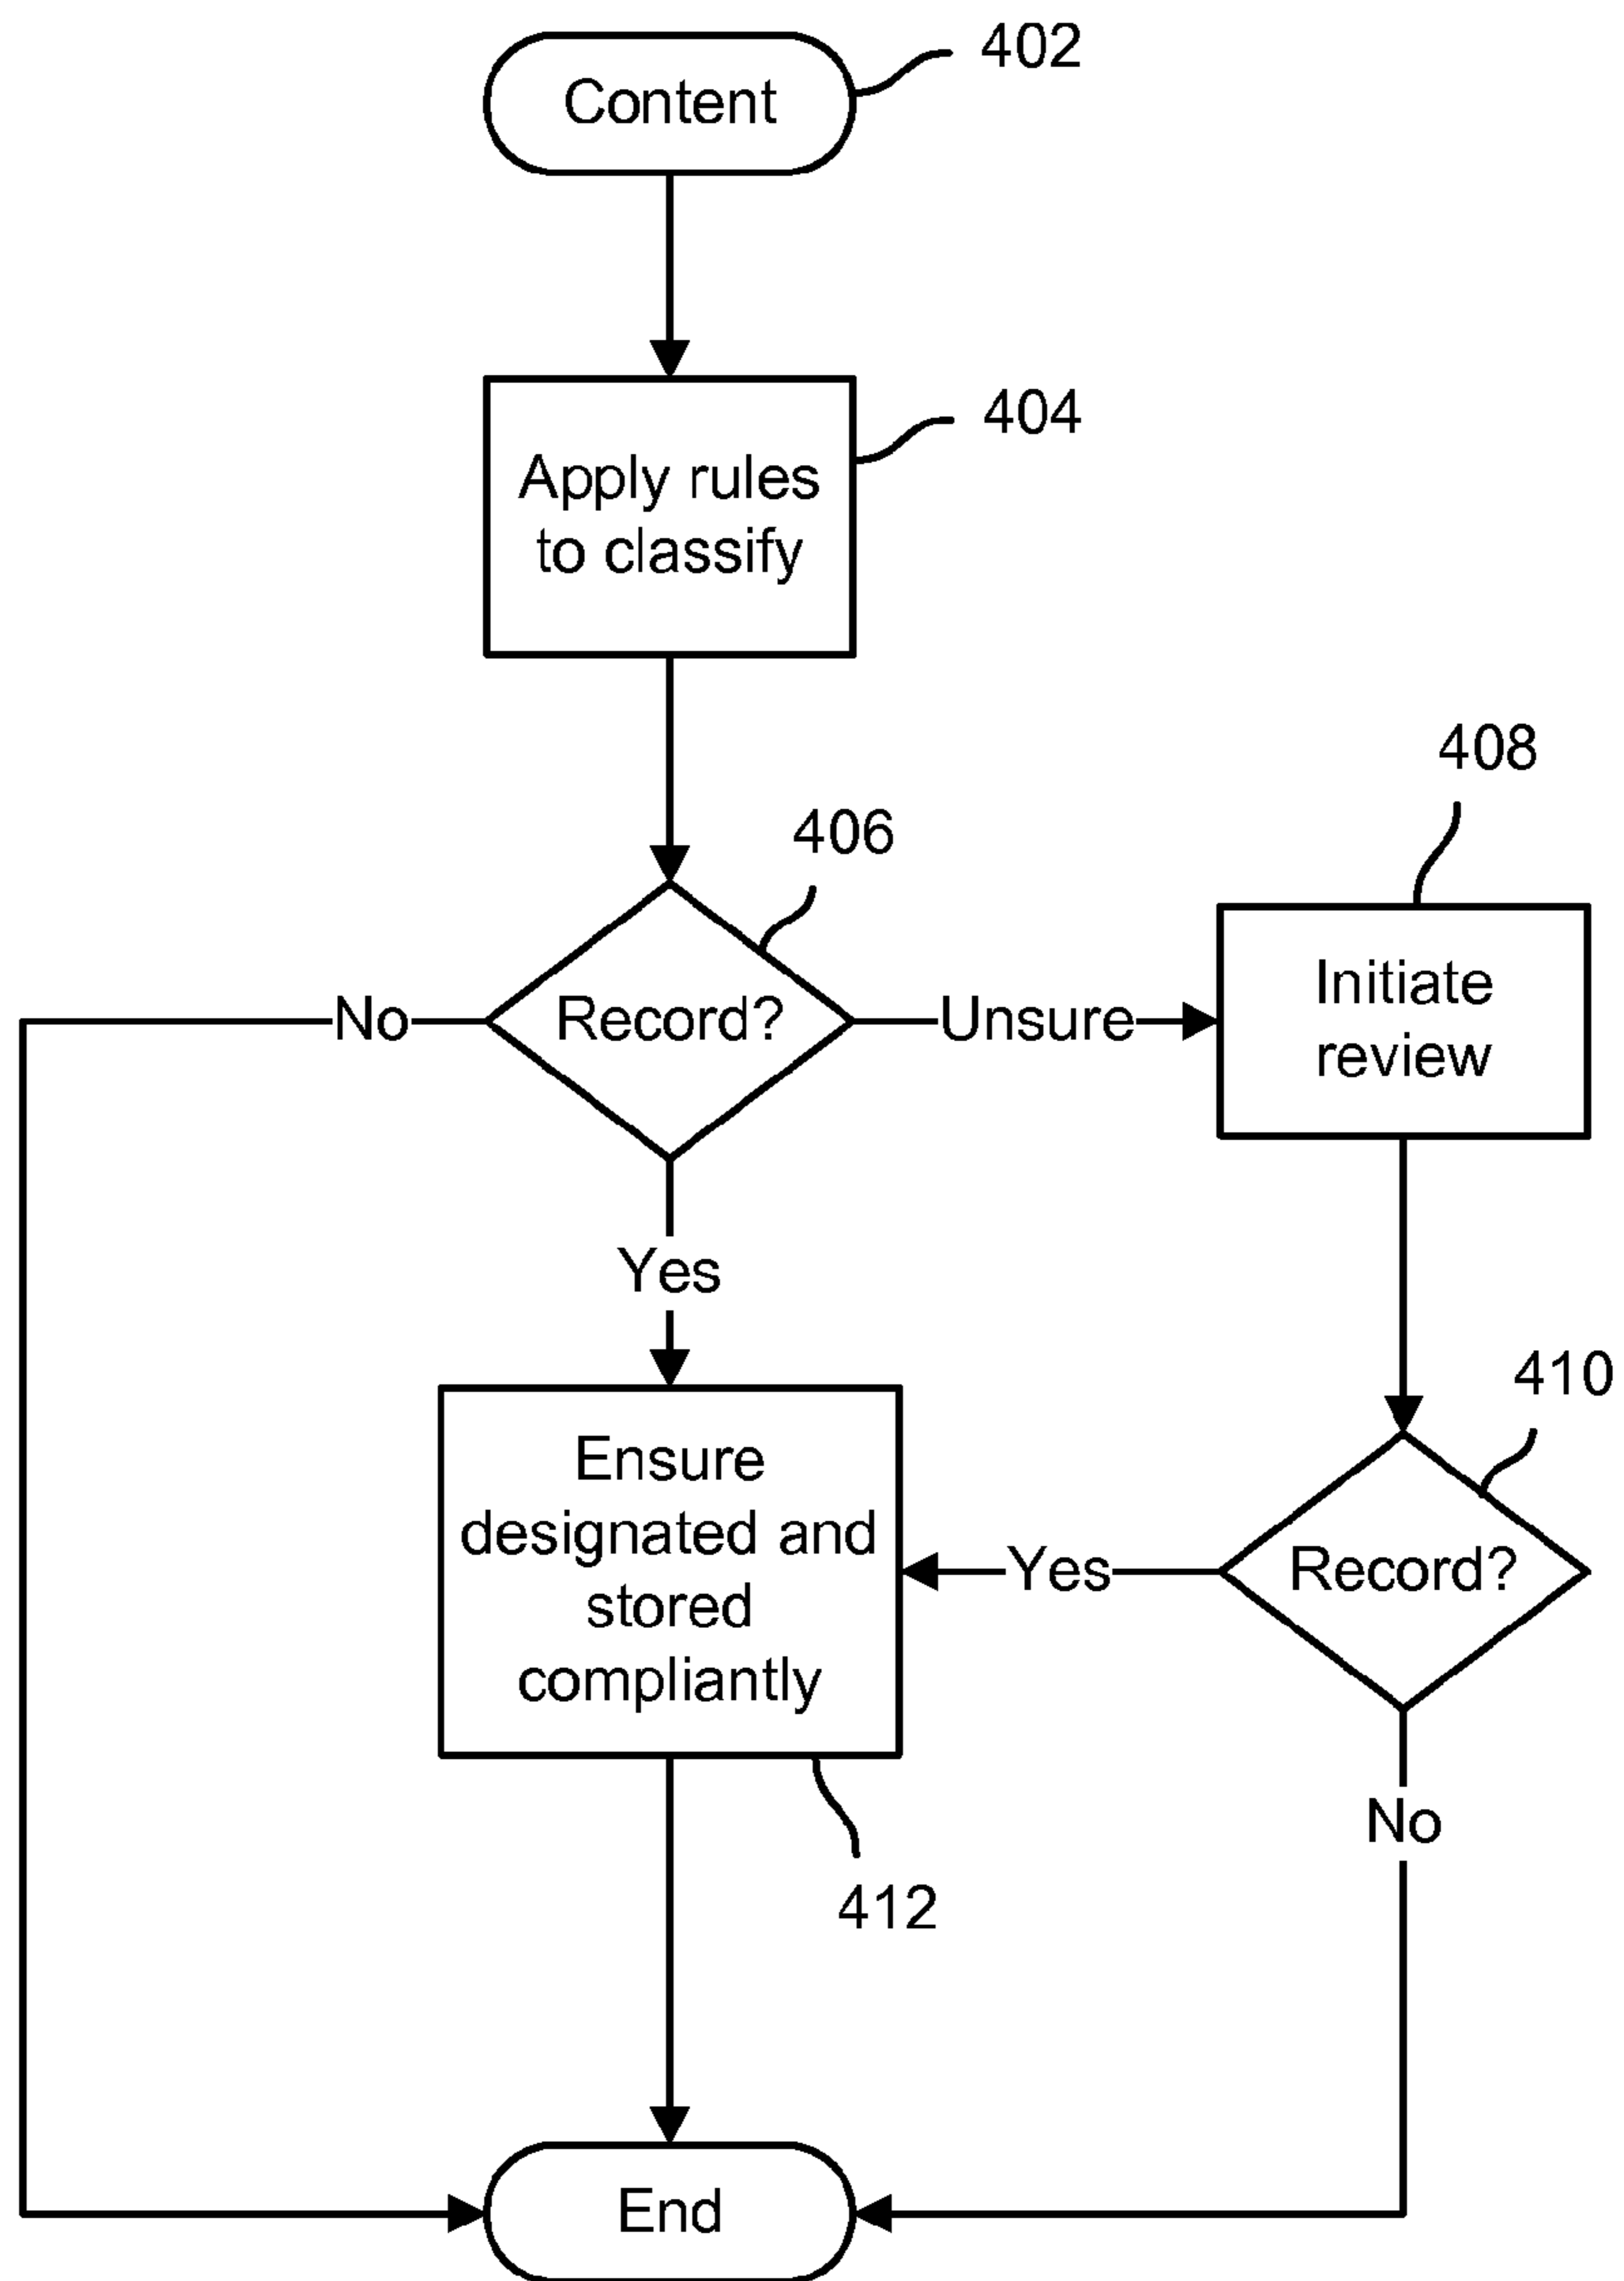 402
Content
404
Apply rules
to classify
406
408
No
Record?
Unsure
Initiate
review
Yes
410
Ensure
designated and
stored
compliantly
Yes
Record?
No
412
End